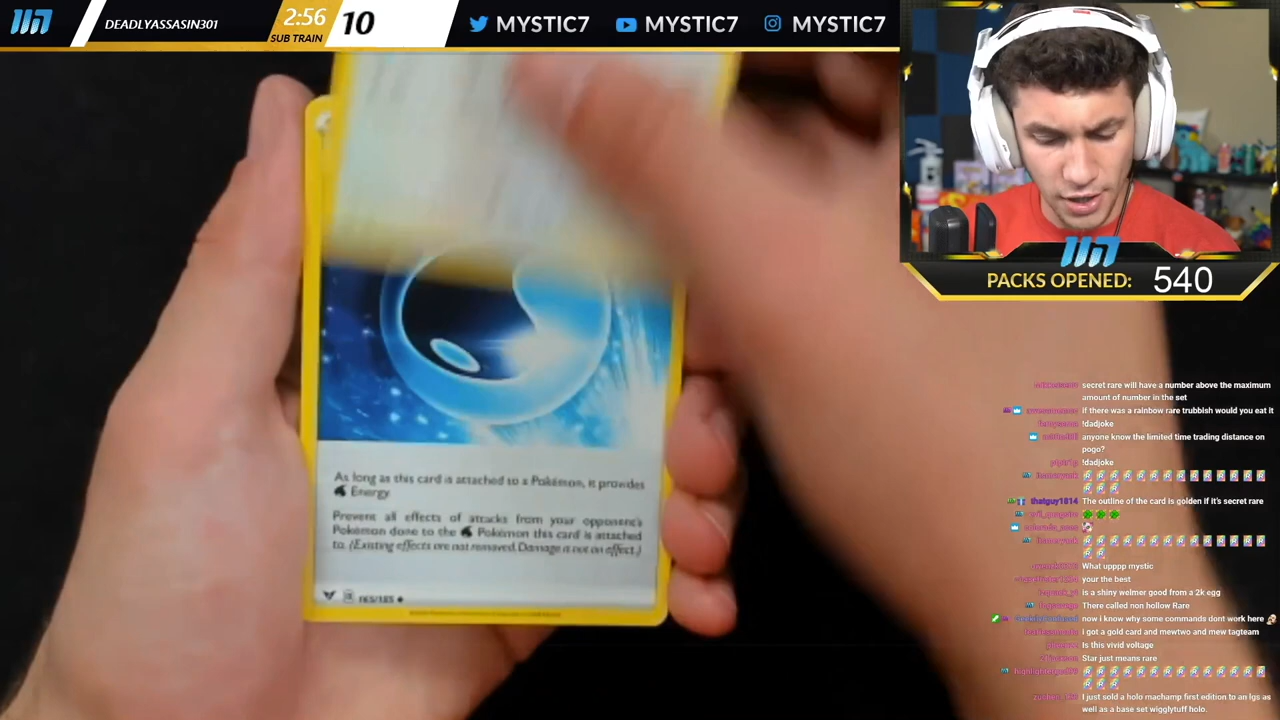 DEADLYASSASIN301
2:56
SUB TRAIN
10
MYSTIC7
MYSTIC7
MYSTIC7
PACKS OPENED: 540
As long as this card is attached to a Pokémon, it provides
Energy.
Prevent all effects of attacks from your opponent's
Pokémon done to the Pokémon this card is attached
to. (Existing effects are not removed. Damage is not an effect.)
165/185
secret rare will have a number above the maximum
amount of number in the set
if there was a rainbow rare trubbish would you eat it
!dadjoke
anyone know the limited time trading distance on
pogo?
!dadjoke
thatguy1814 The outline of the card is golden if it's secret rare
What upppp mystic
your the best
is a shiny welmer good from a 2k egg
There called non hollow Rare
now i know why some commands dont work here
I got a gold card and mewtwo and mew tagteam
Is this vivid voltage
Star just means rare
I just sold a holo machamp first edition to an lgs as
well as a base set wigglytuff holo.